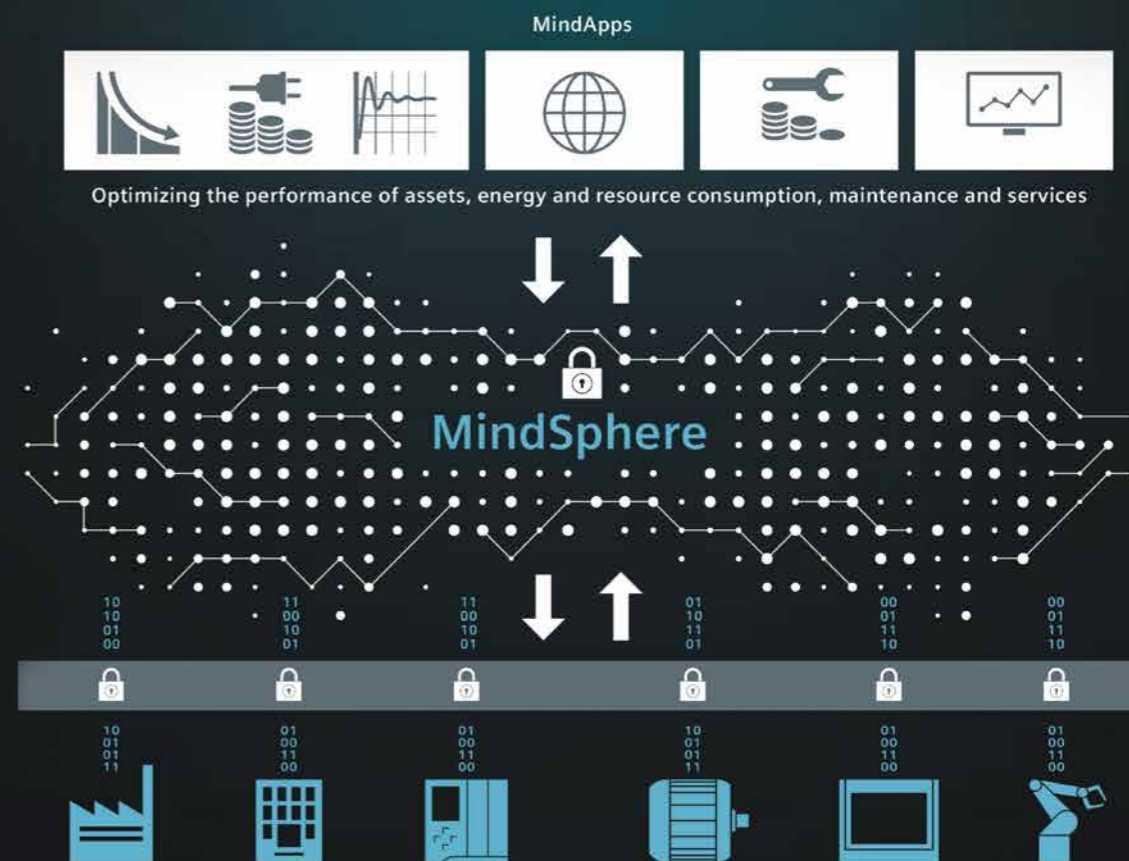 MindApps
Optimizing the performance of assets, energy and resource consumption, maintenance and services
MindSphere
10 11 11 01 00 00
10 00 00 10 01 01
01 10 10 11 11 11
00 01 01 01 10 10
10 01 01 10 01 01
01 00 00 01 00 00
01 11 11 01 11 11
11 00 00 11 00 00